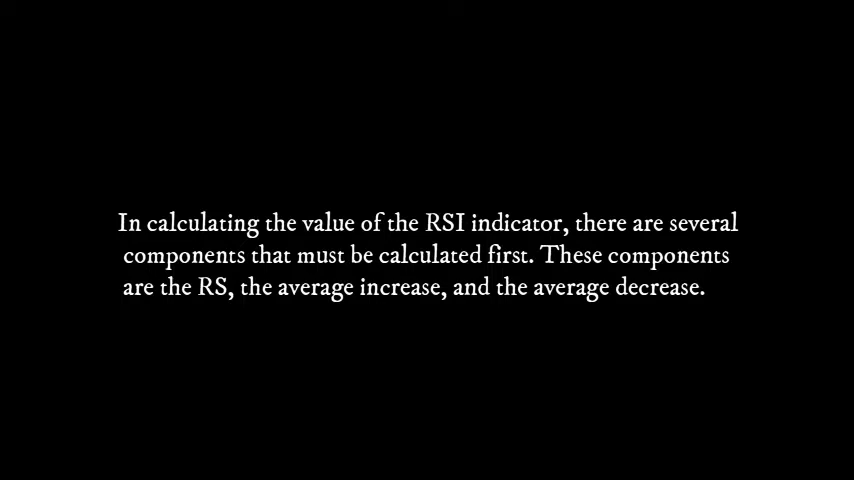 In calculating the value of the RSI indicator, there are several
components that must be calculated first. These components
are the RS, the average increase, and the average decrease.